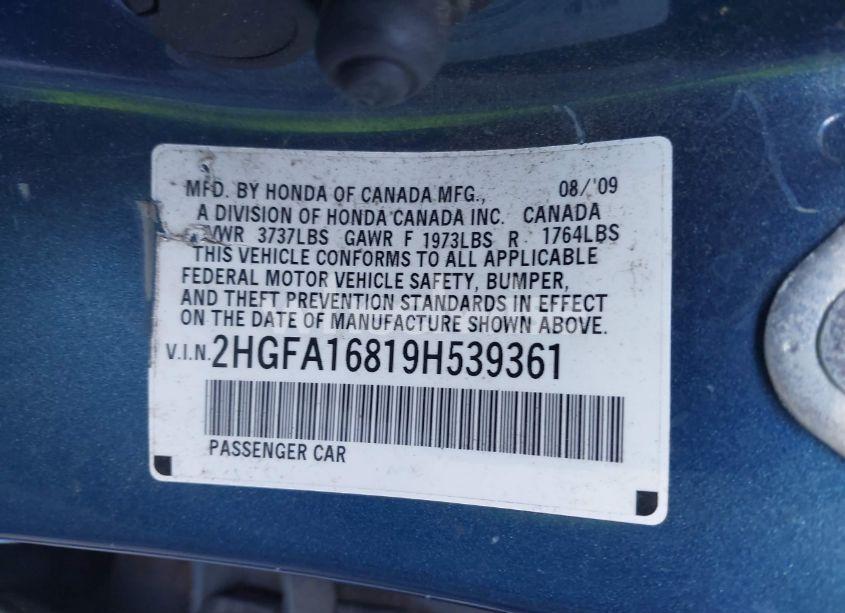 MFD. BY HONDA OF CANADA MFG., 08/'09
A DIVISION OF HONDA CANADA INC. CANADA
VWR 3737LBS GAWR F 1973LBS R 1764LBS
THIS VEHICLE CONFORMS TO ALL APPLICABLE
FEDERAL MOTOR VEHICLE SAFETY, BUMPER,
AND THEFT PREVENTION STANDARDS IN EFFECT
ON THE DATE OF MANUFACTURE SHOWN ABOVE.
V.I.N. 2HGFA16819H539361
PASSENGER CAR